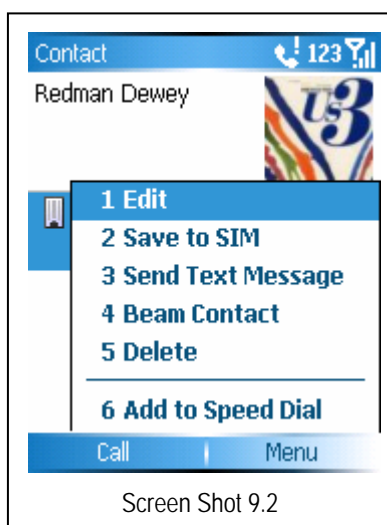 Contact 123
Redman Dewey
US3
1 Edit
2 Save to SIM
3 Send Text Message
4 Beam Contact
5 Delete
6 Add to Speed Dial
Call Menu
Screen Shot 9.2